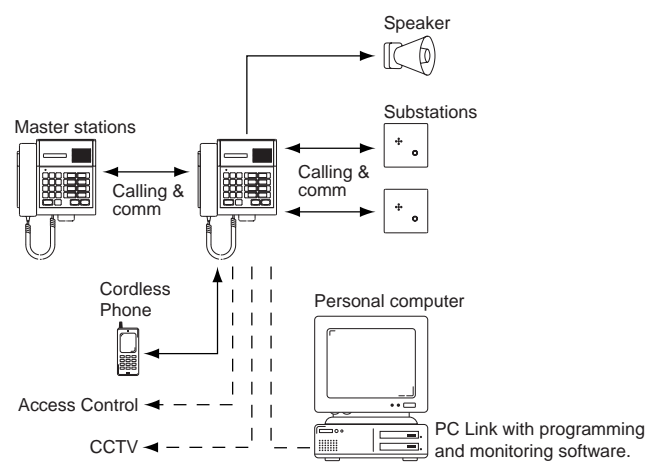 Speaker
Substations
Master stations
Calling &
comm
Calling &
comm
Cordless
Phone
Personal computer
Access Control
CCTV
PC Link with programming
and monitoring software.